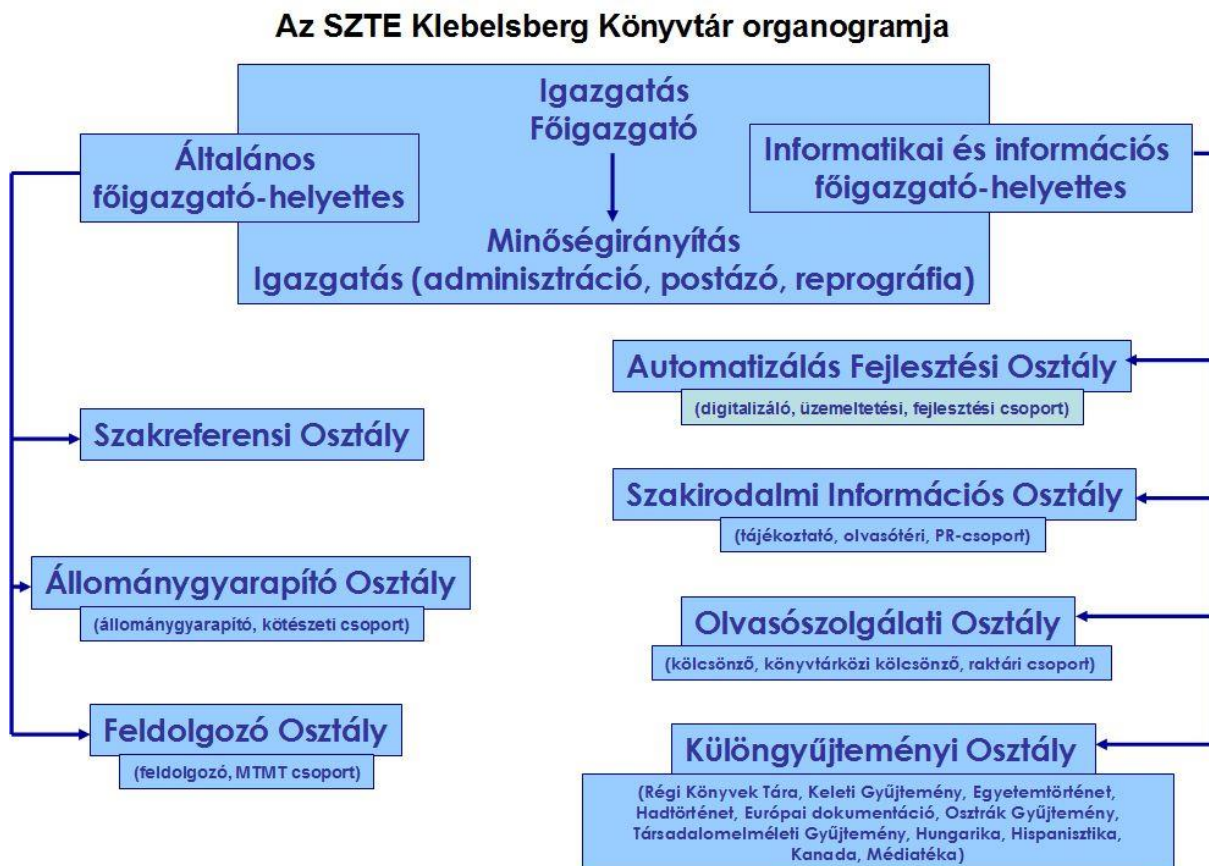 Az SZTE Klebelsberg Könyvtár organogramja
Igazgatás
Főigazgató
Általános
főigazgató-helyettes
Informatikai és információs
főigazgató-helyettes
Minőségirányítás
Igazgatás (adminisztráció, postázó, reprográfia)
Szakreferensi Osztály
Állománygyarapító Osztály
(állománygyarapító, kötészeti csoport)
Feldolgozó Osztály
(feldolgozó, MTMT csoport)
Automatizálás Fejlesztési Osztály
(digitalizáló, üzemeltetési, fejlesztési csoport)
Szakirodalmi Információs Osztály
(tájékoztató, olvasótéri, PR-csoport)
Olvasószolgálati Osztály
(kölcsönző, könyvtárközi kölcsönző, raktári csoport)
Különgyűjteményi Osztály
(Régi Könyvek Tára, Keleti Gyűjtemény, Egyetemtörténet,
Hadtörténet, Európai dokumentáció, Osztrák Gyűjtemény,
Társadalomelméleti Gyűjtemény, Hungarika, Hispanisztika,
Kanada, Médiatéka)